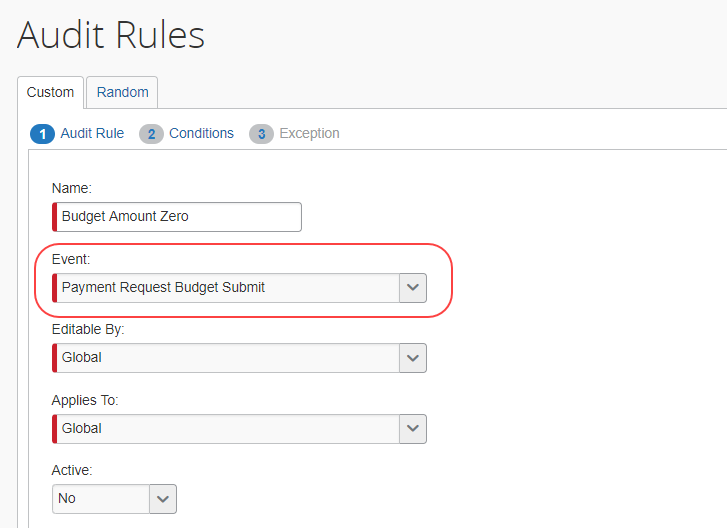 Audit Rules
Custom Random
1 Audit Rule 2 Conditions 3 Exception
Name:
Budget Amount Zero
Event:
Payment Request Budget Submit
Editable By:
Global
Applies To:
Global
Active:
No